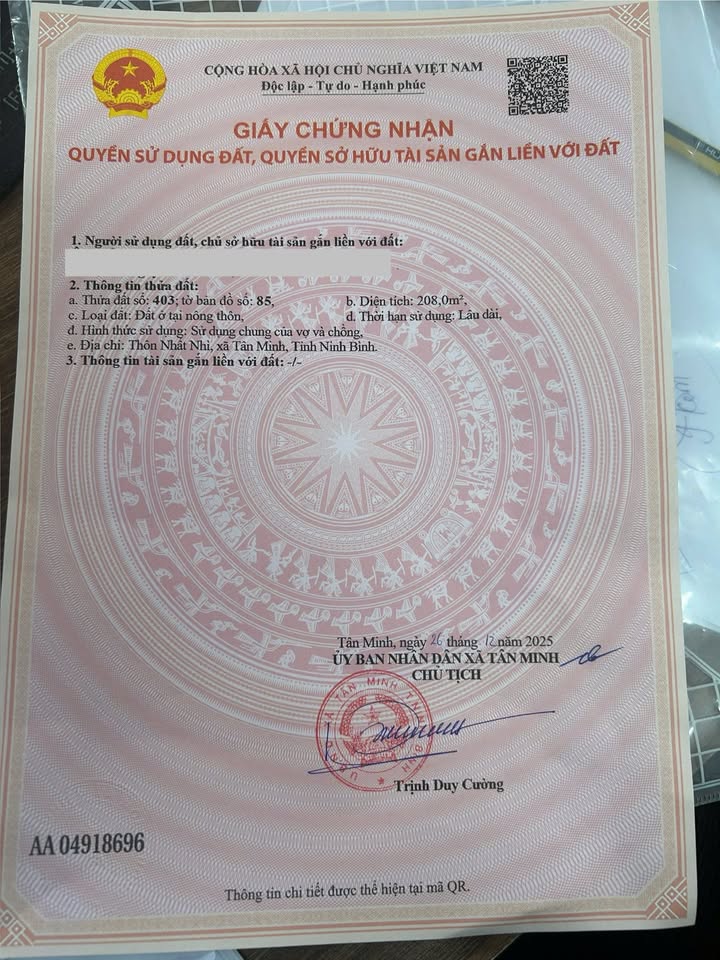 CỘNG HÒA XÃ HỘI CHỦ NGHĨA VIỆT NAM
Độc lập - Tự do - Hạnh phúc
GIẤY CHỨNG NHẬN
QUYỀN SỬ DỤNG ĐẤT, QUYỀN SỞ HỮU TÀI SẢN GẮN LIỀN VỚI ĐẤT
1. Người sử dụng đất, chủ sở hữu tài sản gắn liền với đất:
2. Thông tin thửa đất:
a. Thửa đất số: 403; tờ bản đồ số: 85, b. Diện tích: 208,0m²,
c. Loại đất: Đất ở tại nông thôn, d. Thời hạn sử dụng: Lâu dài,
đ. Hình thức sử dụng: Sử dụng chung của vợ và chồng,
e. Địa chỉ: Thôn Nhất Nhì, xã Tân Minh, Tỉnh Ninh Bình.
3. Thông tin tài sản gắn liền với đất: -/-
Tân Minh, ngày 26 tháng 12 năm 2025
ỦY BAN NHÂN DÂN XÃ TÂN MINH
CHỦ TỊCH
Trịnh Duy Cường
AA 04918696
Thông tin chi tiết được thể hiện tại mã QR.